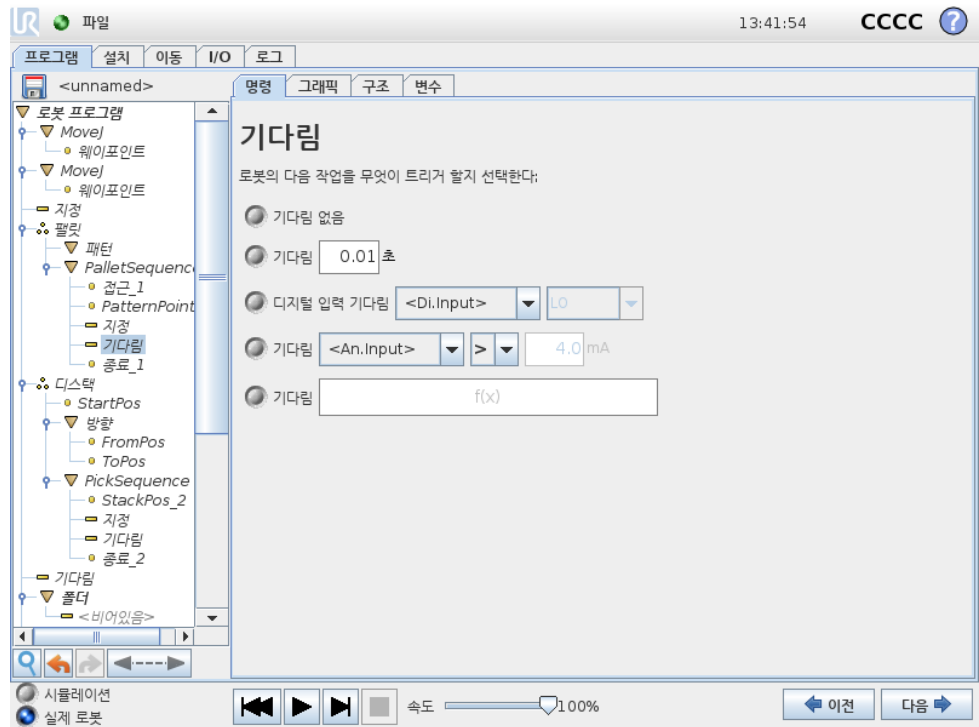 UR 파일 13:41:54 CCCC ?
프로그램 설치 이동 I/O 로그
<unnamed>
명령 그래픽 구조 변수
로봇 프로그램
MoveJ
웨이포인트
MoveJ
웨이포인트
지정
팔릿
패턴
PalletSequenc
접근_1
PatternPoint
지정
기다림
종료_1
디스택
StartPos
방향
FromPos
ToPos
PickSequence
StackPos_2
지정
기다림
종료_2
기다림
폴더
<비어있음>
기다림
로봇의 다음 작업을 무엇이 트리거 할지 선택한다:
기다림 없음
기다림 0.01 초
디지털 입력 기다림 <Di.Input> LO
기다림 <An.Input> > 4.0 mA
기다림 f(x)
시뮬레이션
실제 로봇
속도 100%
이전 다음